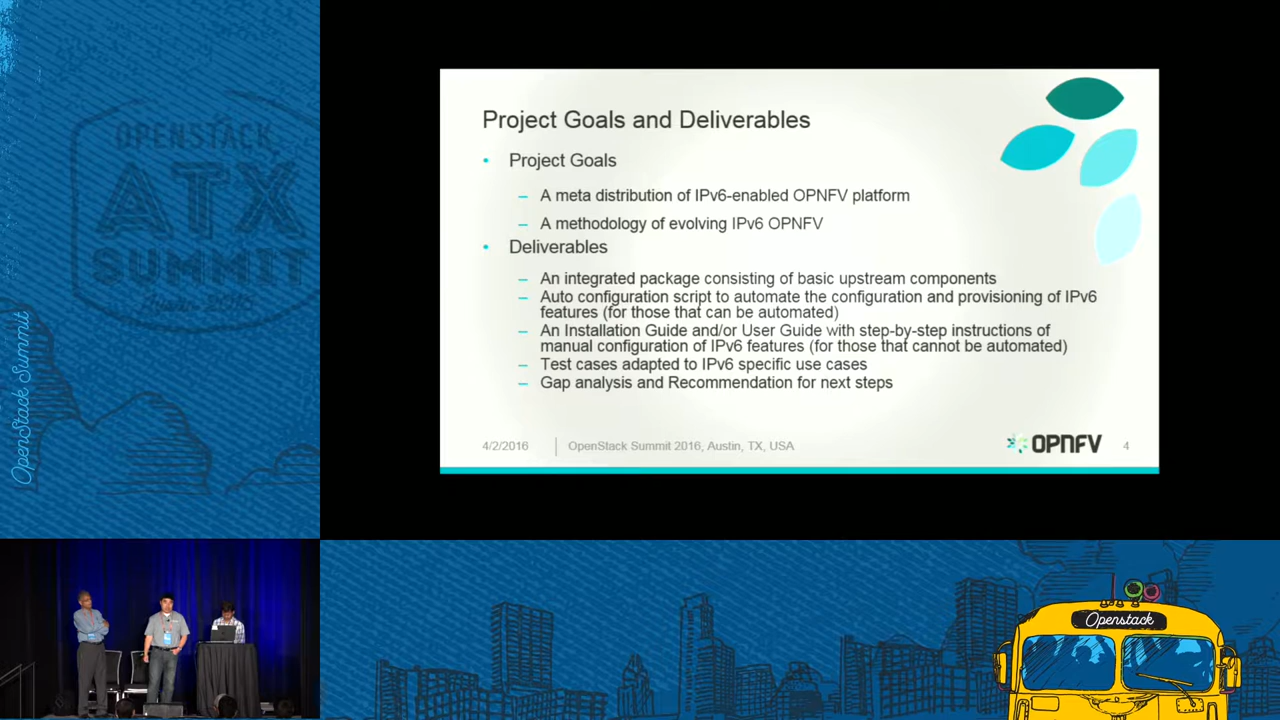 OPENSTACK
ATX
SUMMIT
OpenStack Summit
Project Goals and Deliverables
• Project Goals
– A meta distribution of IPv6-enabled OPNFV platform
– A methodology of evolving IPv6 OPNFV
• Deliverables
– An integrated package consisting of basic upstream components
– Auto configuration script to automate the configuration and provisioning of IPv6
features (for those that can be automated)
– An Installation Guide and/or User Guide with step-by-step instructions of
manual configuration of IPv6 features (for those that cannot be automated)
– Test cases adapted to IPv6 specific use cases
– Gap analysis and Recommendation for next steps
4/2/2016
OpenStack Summit 2016, Austin, TX, USA
OPNFV
4
Openstack